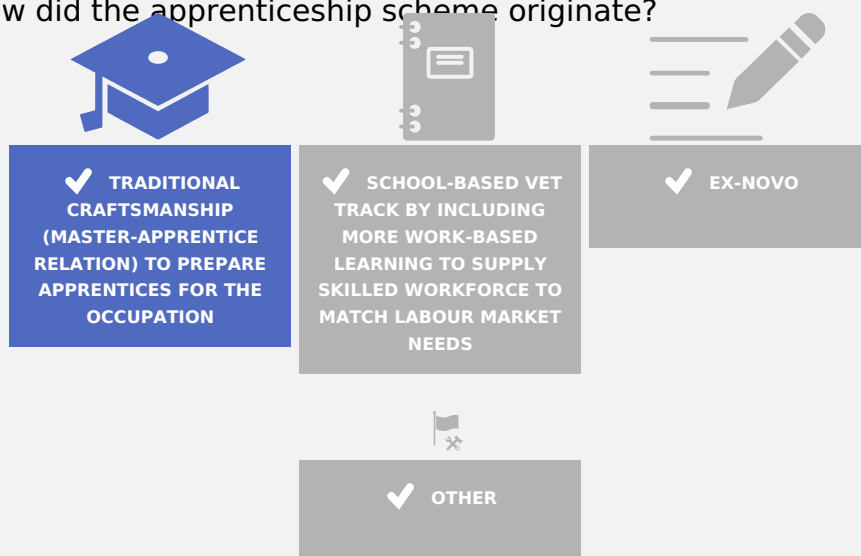 w did the apprenticeship scheme originate?
TRADITIONAL
CRAFTSMANSHIP
(MASTER-APPRENTICE
RELATION) TO PREPARE
APPRENTICES FOR THE
OCCUPATION
SCHOOL-BASED VET
TRACK BY INCLUDING
MORE WORK-BASED
LEARNING TO SUPPLY
SKILLED WORKFORCE TO
MATCH LABOUR MARKET
NEEDS
EX-NOVO
OTHER